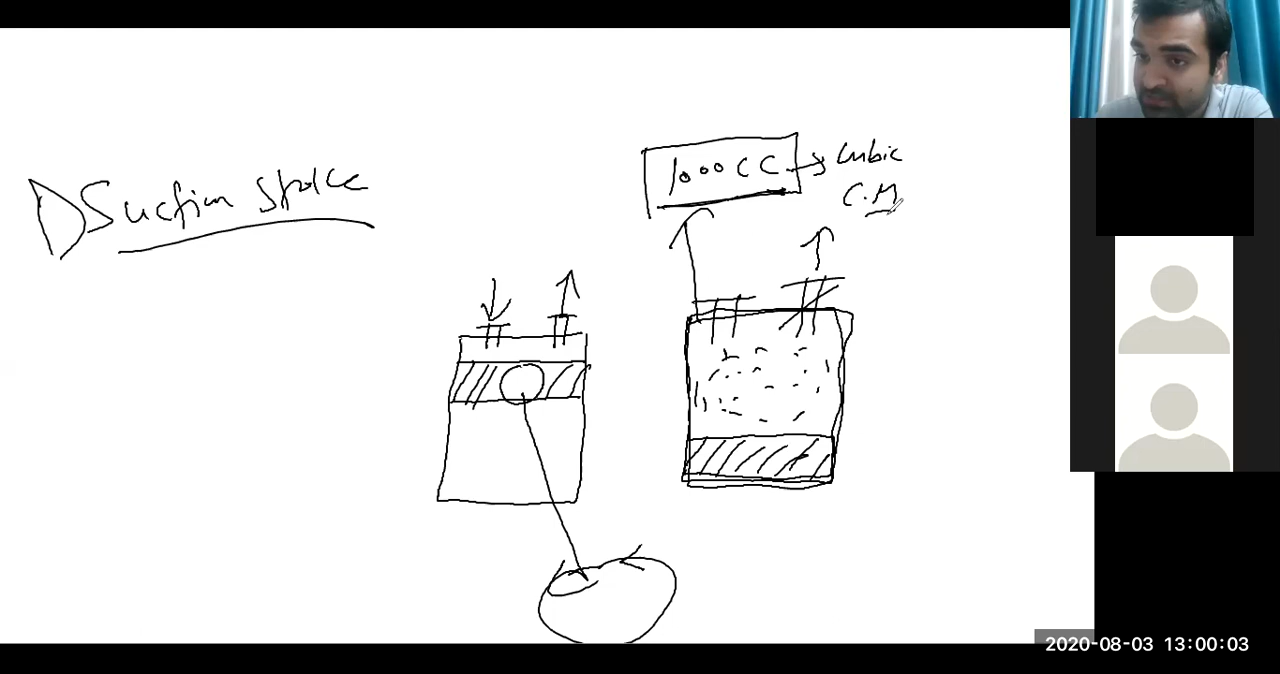 1) Suction stroke
1000 CC → Cubic
C.M
2020-08-03 13:00:03